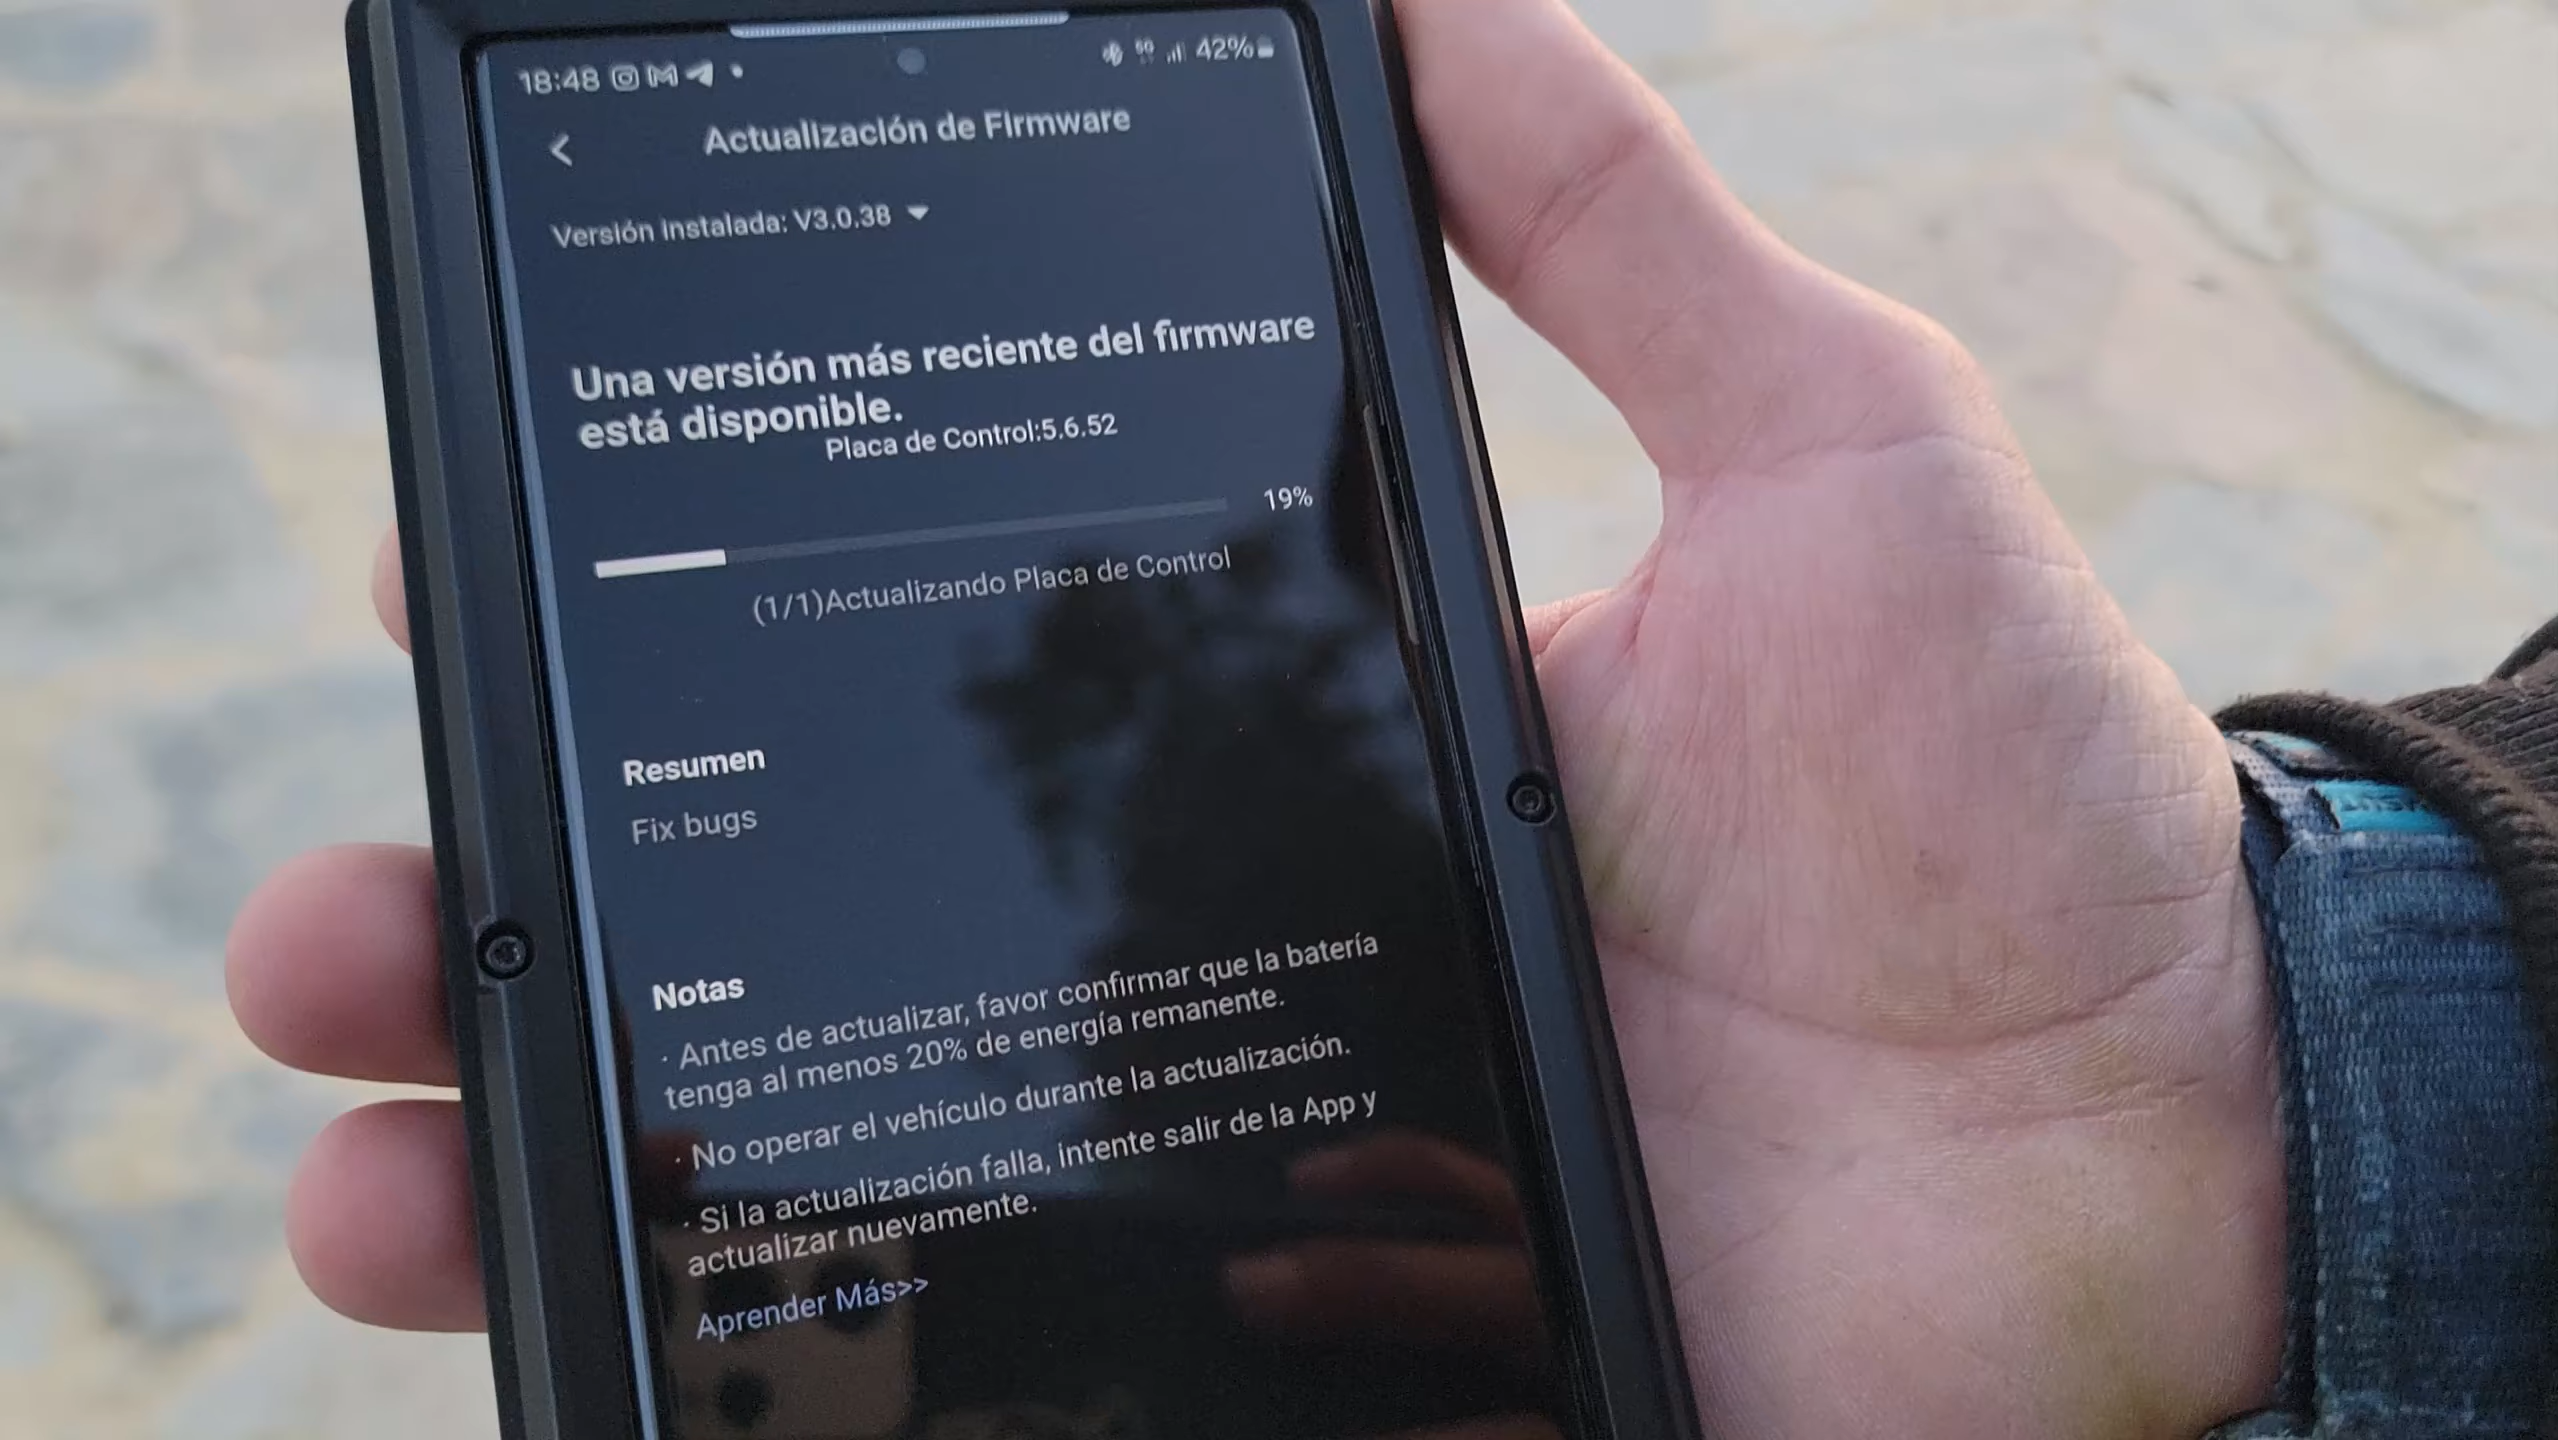 18:48
5G 42%
Actualización de Firmware
Versión instalada: V3.0.38
Una versión más reciente del firmware
está disponible.
Placa de Control:5.6.52
19%
(1/1)Actualizando Placa de Control
Resumen
Fix bugs
Notas
· Antes de actualizar, favor confirmar que la batería
tenga al menos 20% de energía remanente.
· No operar el vehículo durante la actualización.
· Si la actualización falla, intente salir de la App y
actualizar nuevamente.
Aprender Más>>